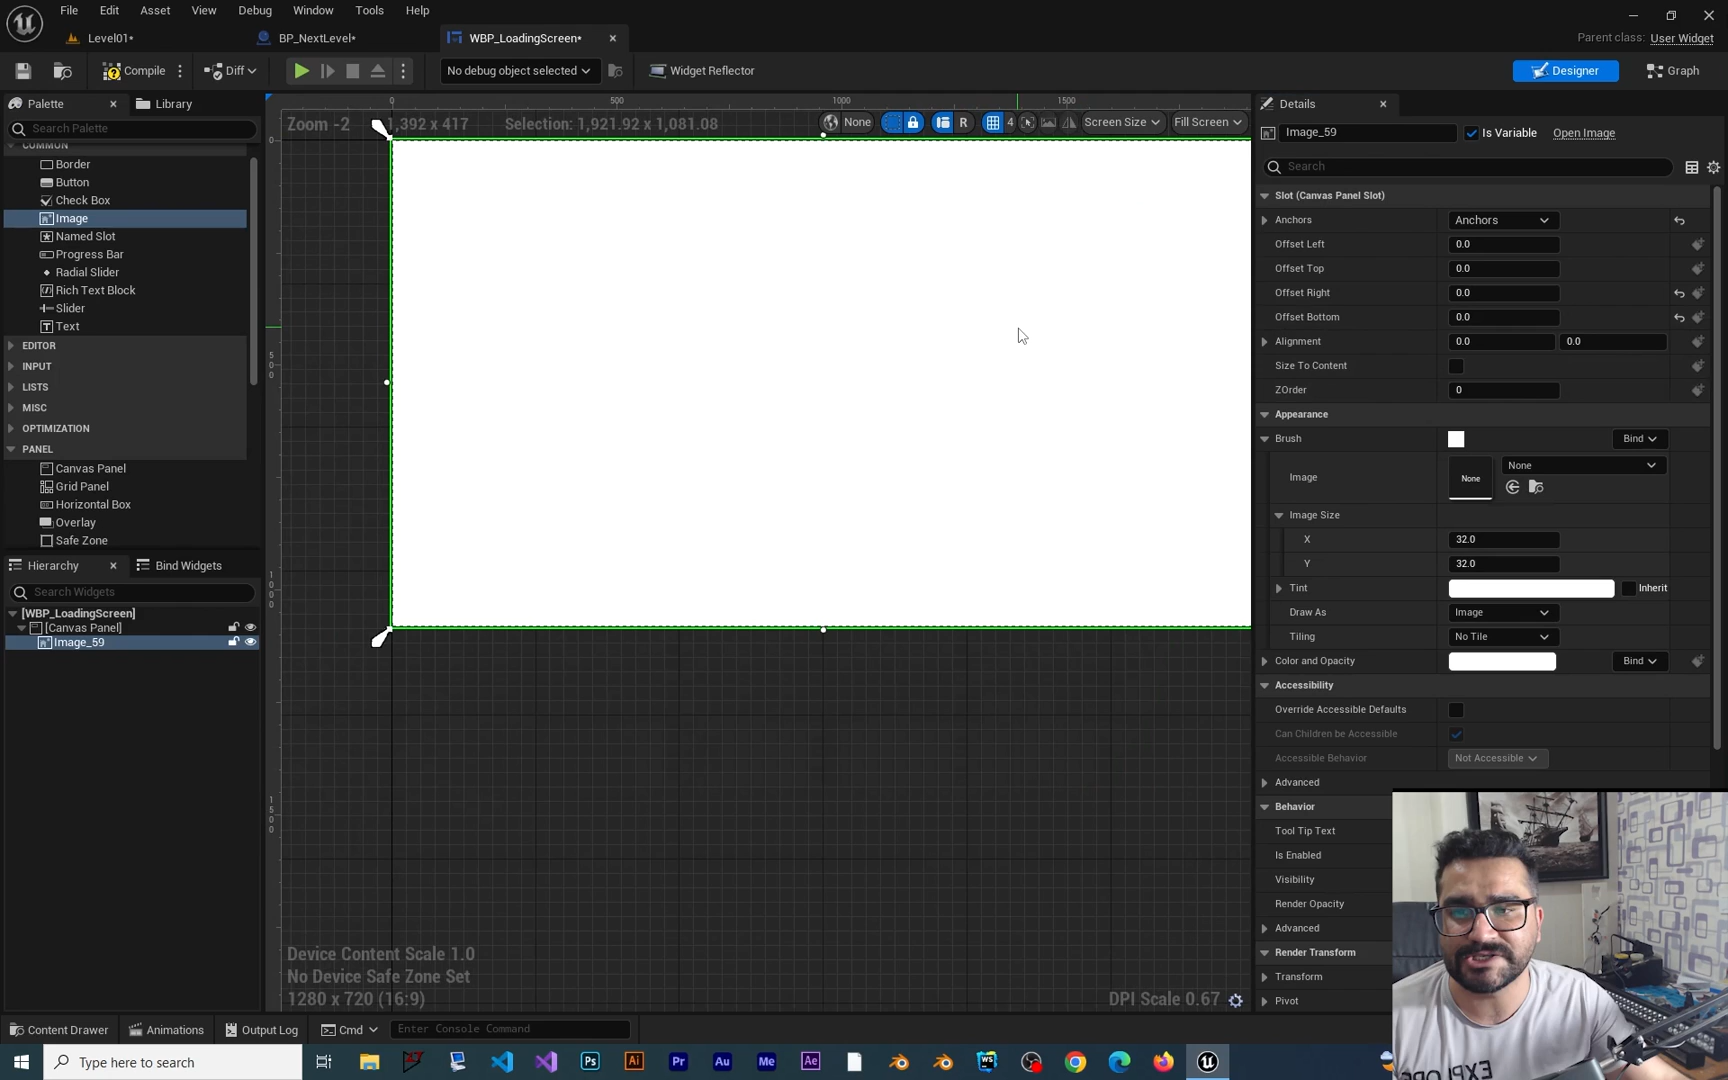 File Edit Asset View Debug Window Tools Help
Level01* BP_NextLevel* WBP_LoadingScreen* Parent class: User Widget
Compile Diff No debug object selected Widget Reflector Designer Graph
Palette Library
Search Palette
COMMON
Border
Button
Check Box
Image
Named Slot
Progress Bar
Radial Slider
Rich Text Block
Slider
Text
EDITOR
INPUT
LISTS
MISC
OPTIMIZATION
PANEL
Canvas Panel
Grid Panel
Horizontal Box
Overlay
Safe Zone
Hierarchy Bind Widgets
Search Widgets
[WBP_LoadingScreen]
[Canvas Panel]
Image_59
0 500 1000 1500
Zoom -2 1,392 x 417 Selection: 1,921.92 x 1,081.08 None R 4 Screen Size Fill Screen
0
500
1000
1500
Device Content Scale 1.0
No Device Safe Zone Set
1280 x 720 (16:9) DPI Scale 0.67
Details
Image_59 Is Variable Open Image
Search
Slot (Canvas Panel Slot)
Anchors Anchors
Offset Left 0.0
Offset Top 0.0
Offset Right 0.0
Offset Bottom 0.0
Alignment 0.0 0.0
Size To Content
ZOrder 0
Appearance
Brush Bind
Image None None
Image Size
X 32.0
Y 32.0
Tint Inherit
Draw As Image
Tiling No Tile
Color and Opacity Bind
Accessibility
Override Accessible Defaults
Can Children be Accessible
Accessible Behavior Not Accessible
Advanced
Behavior
Tool Tip Text
Is Enabled
Visibility
Render Opacity
Advanced
Render Transform
Transform
Pivot
Content Drawer Animations Output Log Cmd Enter Console Command
Type here to search Ps Ai Pr Au Me Ae WS